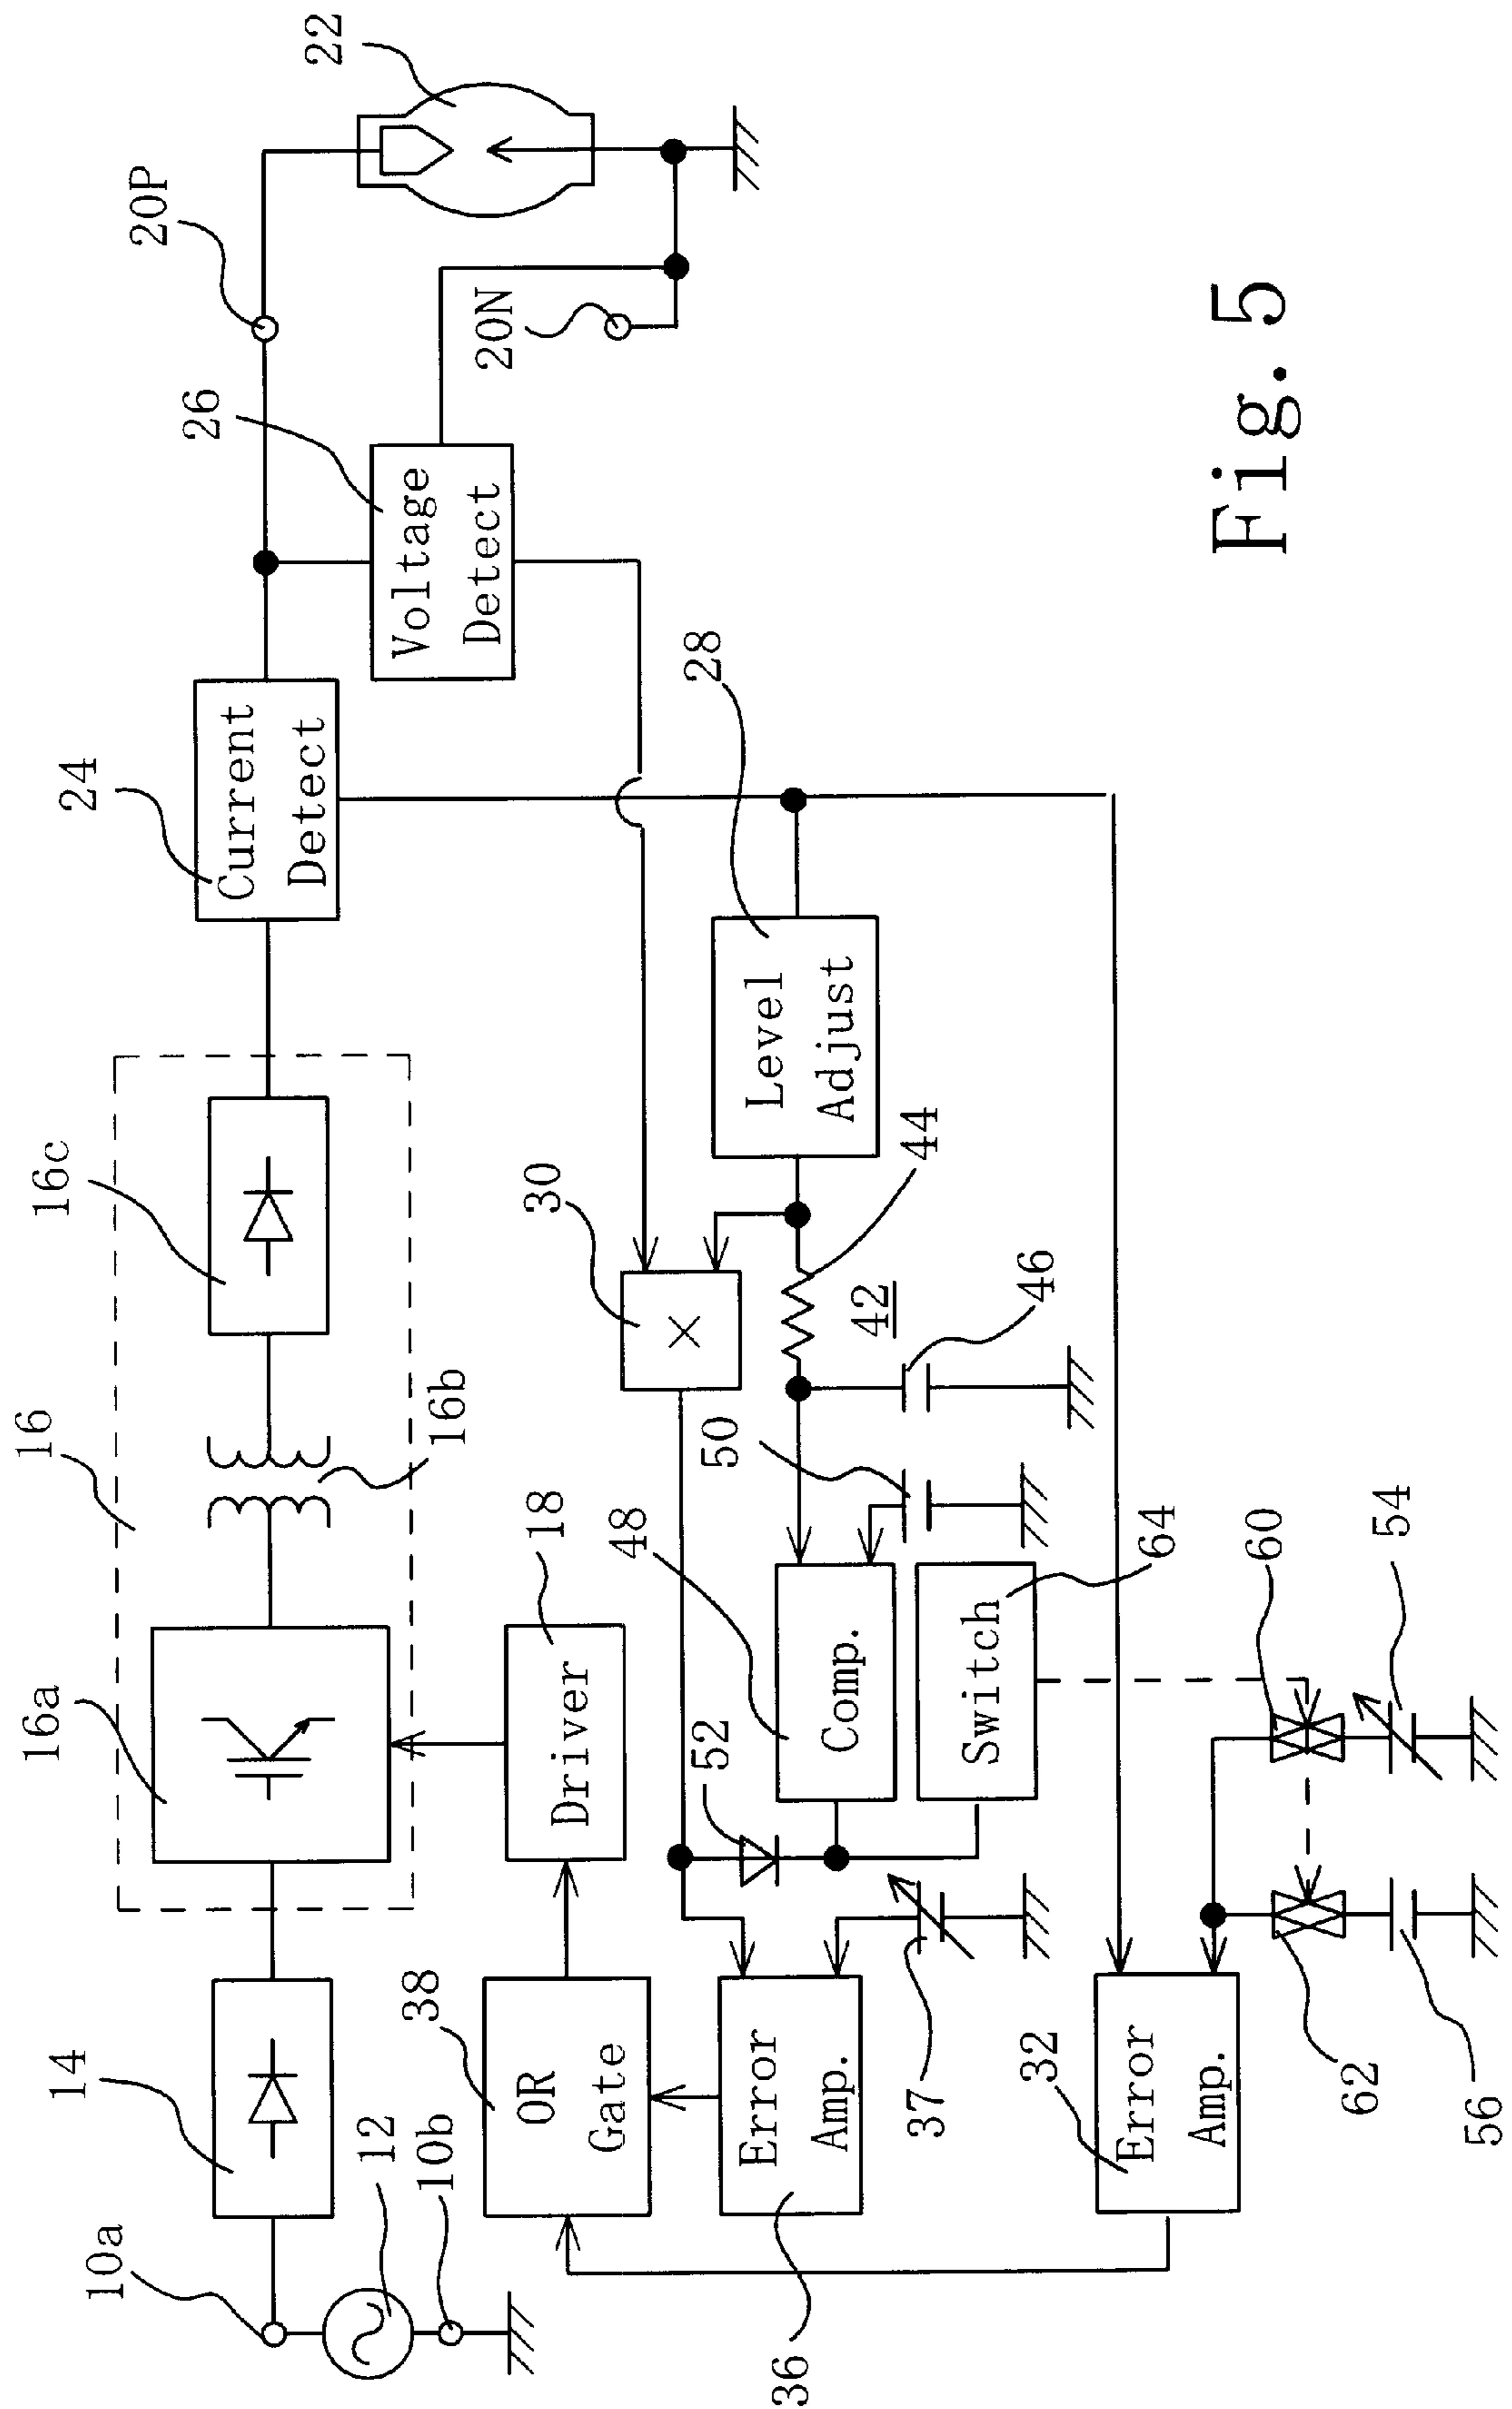 16
16a
16b
16c
24
Current
Detect
26
Voltage
Detect
20P
20N
22
14
10a
12
10b
18
Driver
38
OR
Gate
30
×
28
Level
Adjust
44
42
46
50
48
Comp.
52
64
Switch
36
Error
Amp.
37
32
Error
Amp.
60
54
62
56
Fig. 5